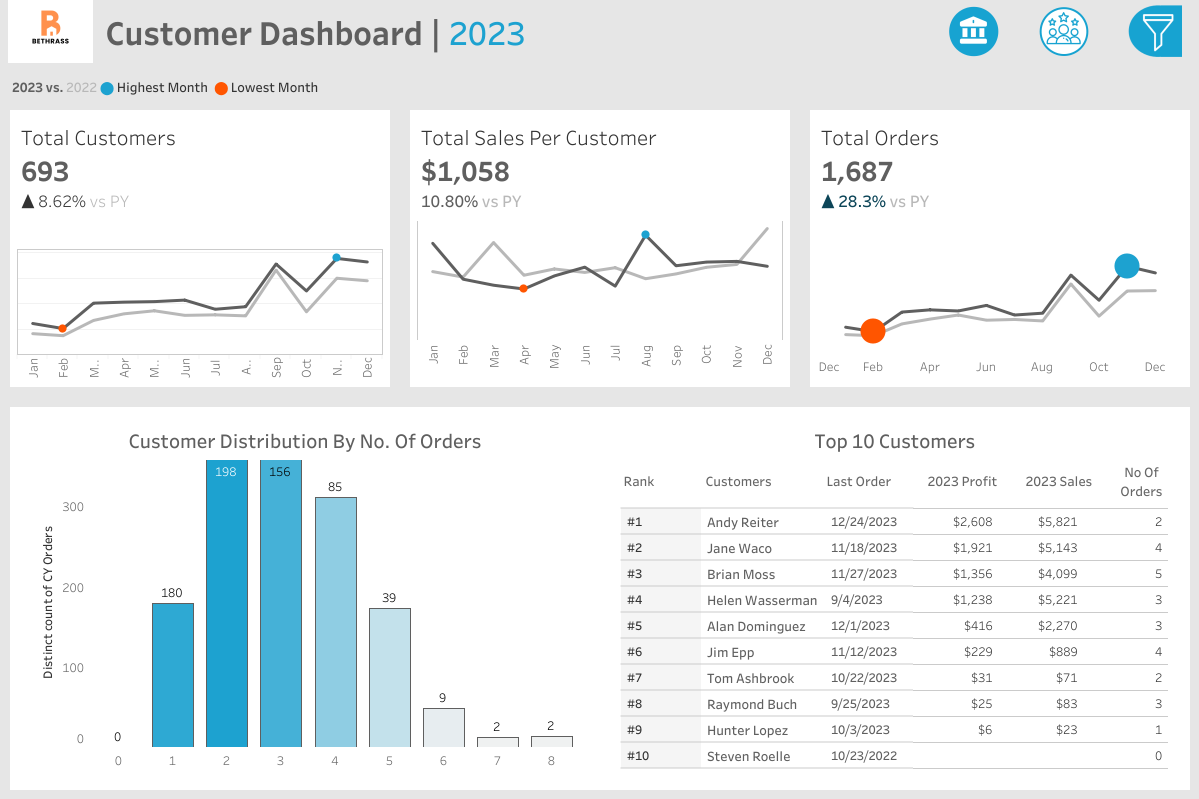 BETHRASS
Customer Dashboard | 2023
2023 vs. 2022 Highest Month Lowest Month
Total Customers
693
▲ 8.62% vs PY
Jan Feb M.. Apr M.. Jun Jul A.. Sep Oct N.. Dec
Total Sales Per Customer
$1,058
10.80% vs PY
Jan Feb Mar Apr May Jun Jul Aug Sep Oct Nov Dec
Total Orders
1,687
▲ 28.3% vs PY
Dec Feb Apr Jun Aug Oct Dec
Customer Distribution By No. Of Orders
Distinct count of CY Orders
300
200
100
0
0 180 198 156 85 39 9 2 2
0 1 2 3 4 5 6 7 8
Top 10 Customers
Rank Customers Last Order 2023 Profit 2023 Sales No Of Orders
#1 Andy Reiter 12/24/2023 $2,608 $5,821 2
#2 Jane Waco 11/18/2023 $1,921 $5,143 4
#3 Brian Moss 11/27/2023 $1,356 $4,099 5
#4 Helen Wasserman 9/4/2023 $1,238 $5,221 3
#5 Alan Dominguez 12/1/2023 $416 $2,270 3
#6 Jim Epp 11/12/2023 $229 $889 4
#7 Tom Ashbrook 10/22/2023 $31 $71 2
#8 Raymond Buch 9/25/2023 $25 $83 3
#9 Hunter Lopez 10/3/2023 $6 $23 1
#10 Steven Roelle 10/23/2022 0